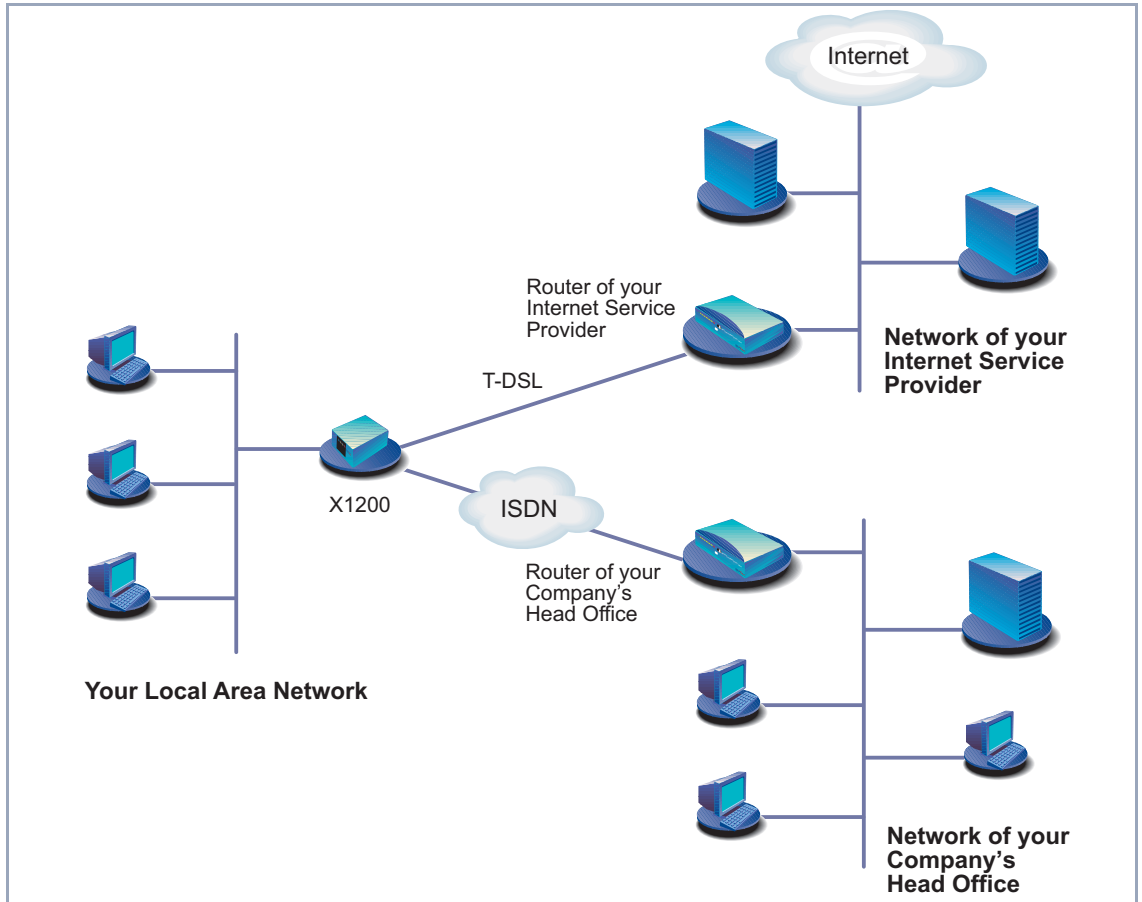 Internet
Router of your
Internet Service
Provider
Network of your
Internet Service
Provider
T-DSL
X1200
ISDN
Router of your
Company's
Head Office
Your Local Area Network
Network of your
Company's
Head Office